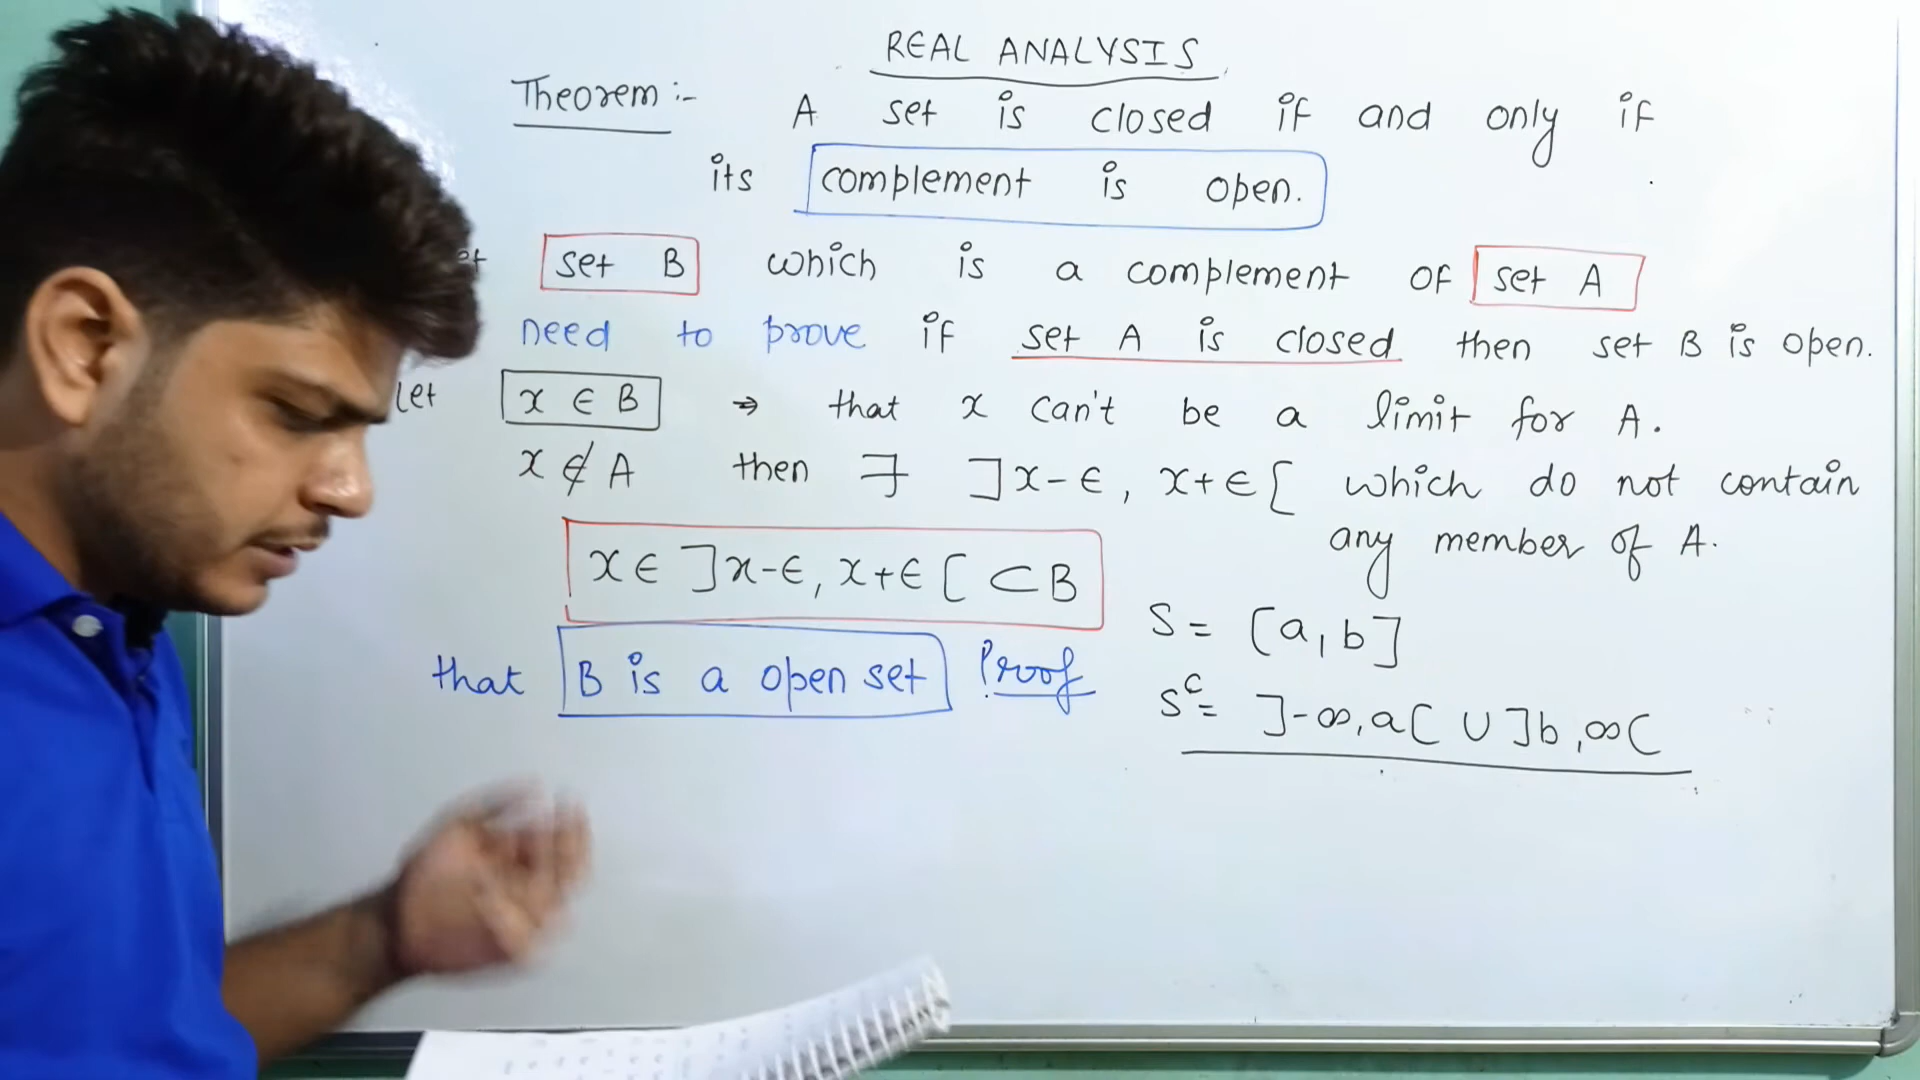 REAL ANALYSIS
Theorem :- A set is closed if and only if
its complement is open.
set B which is a complement of set A
need to prove if set A is closed then set B is open.
Let x ∈ B ⇒ that x can't be a limit for A.
x ∉ A then ∃ ]x-ϵ, x+ϵ[ which do not contain
any member of A.
x ∈ ]x-ϵ, x+ϵ[ ⊂ B
S = [a, b]
that B is a open set Proof
S^c = ]-∞, a[ ∪ ]b, ∞[